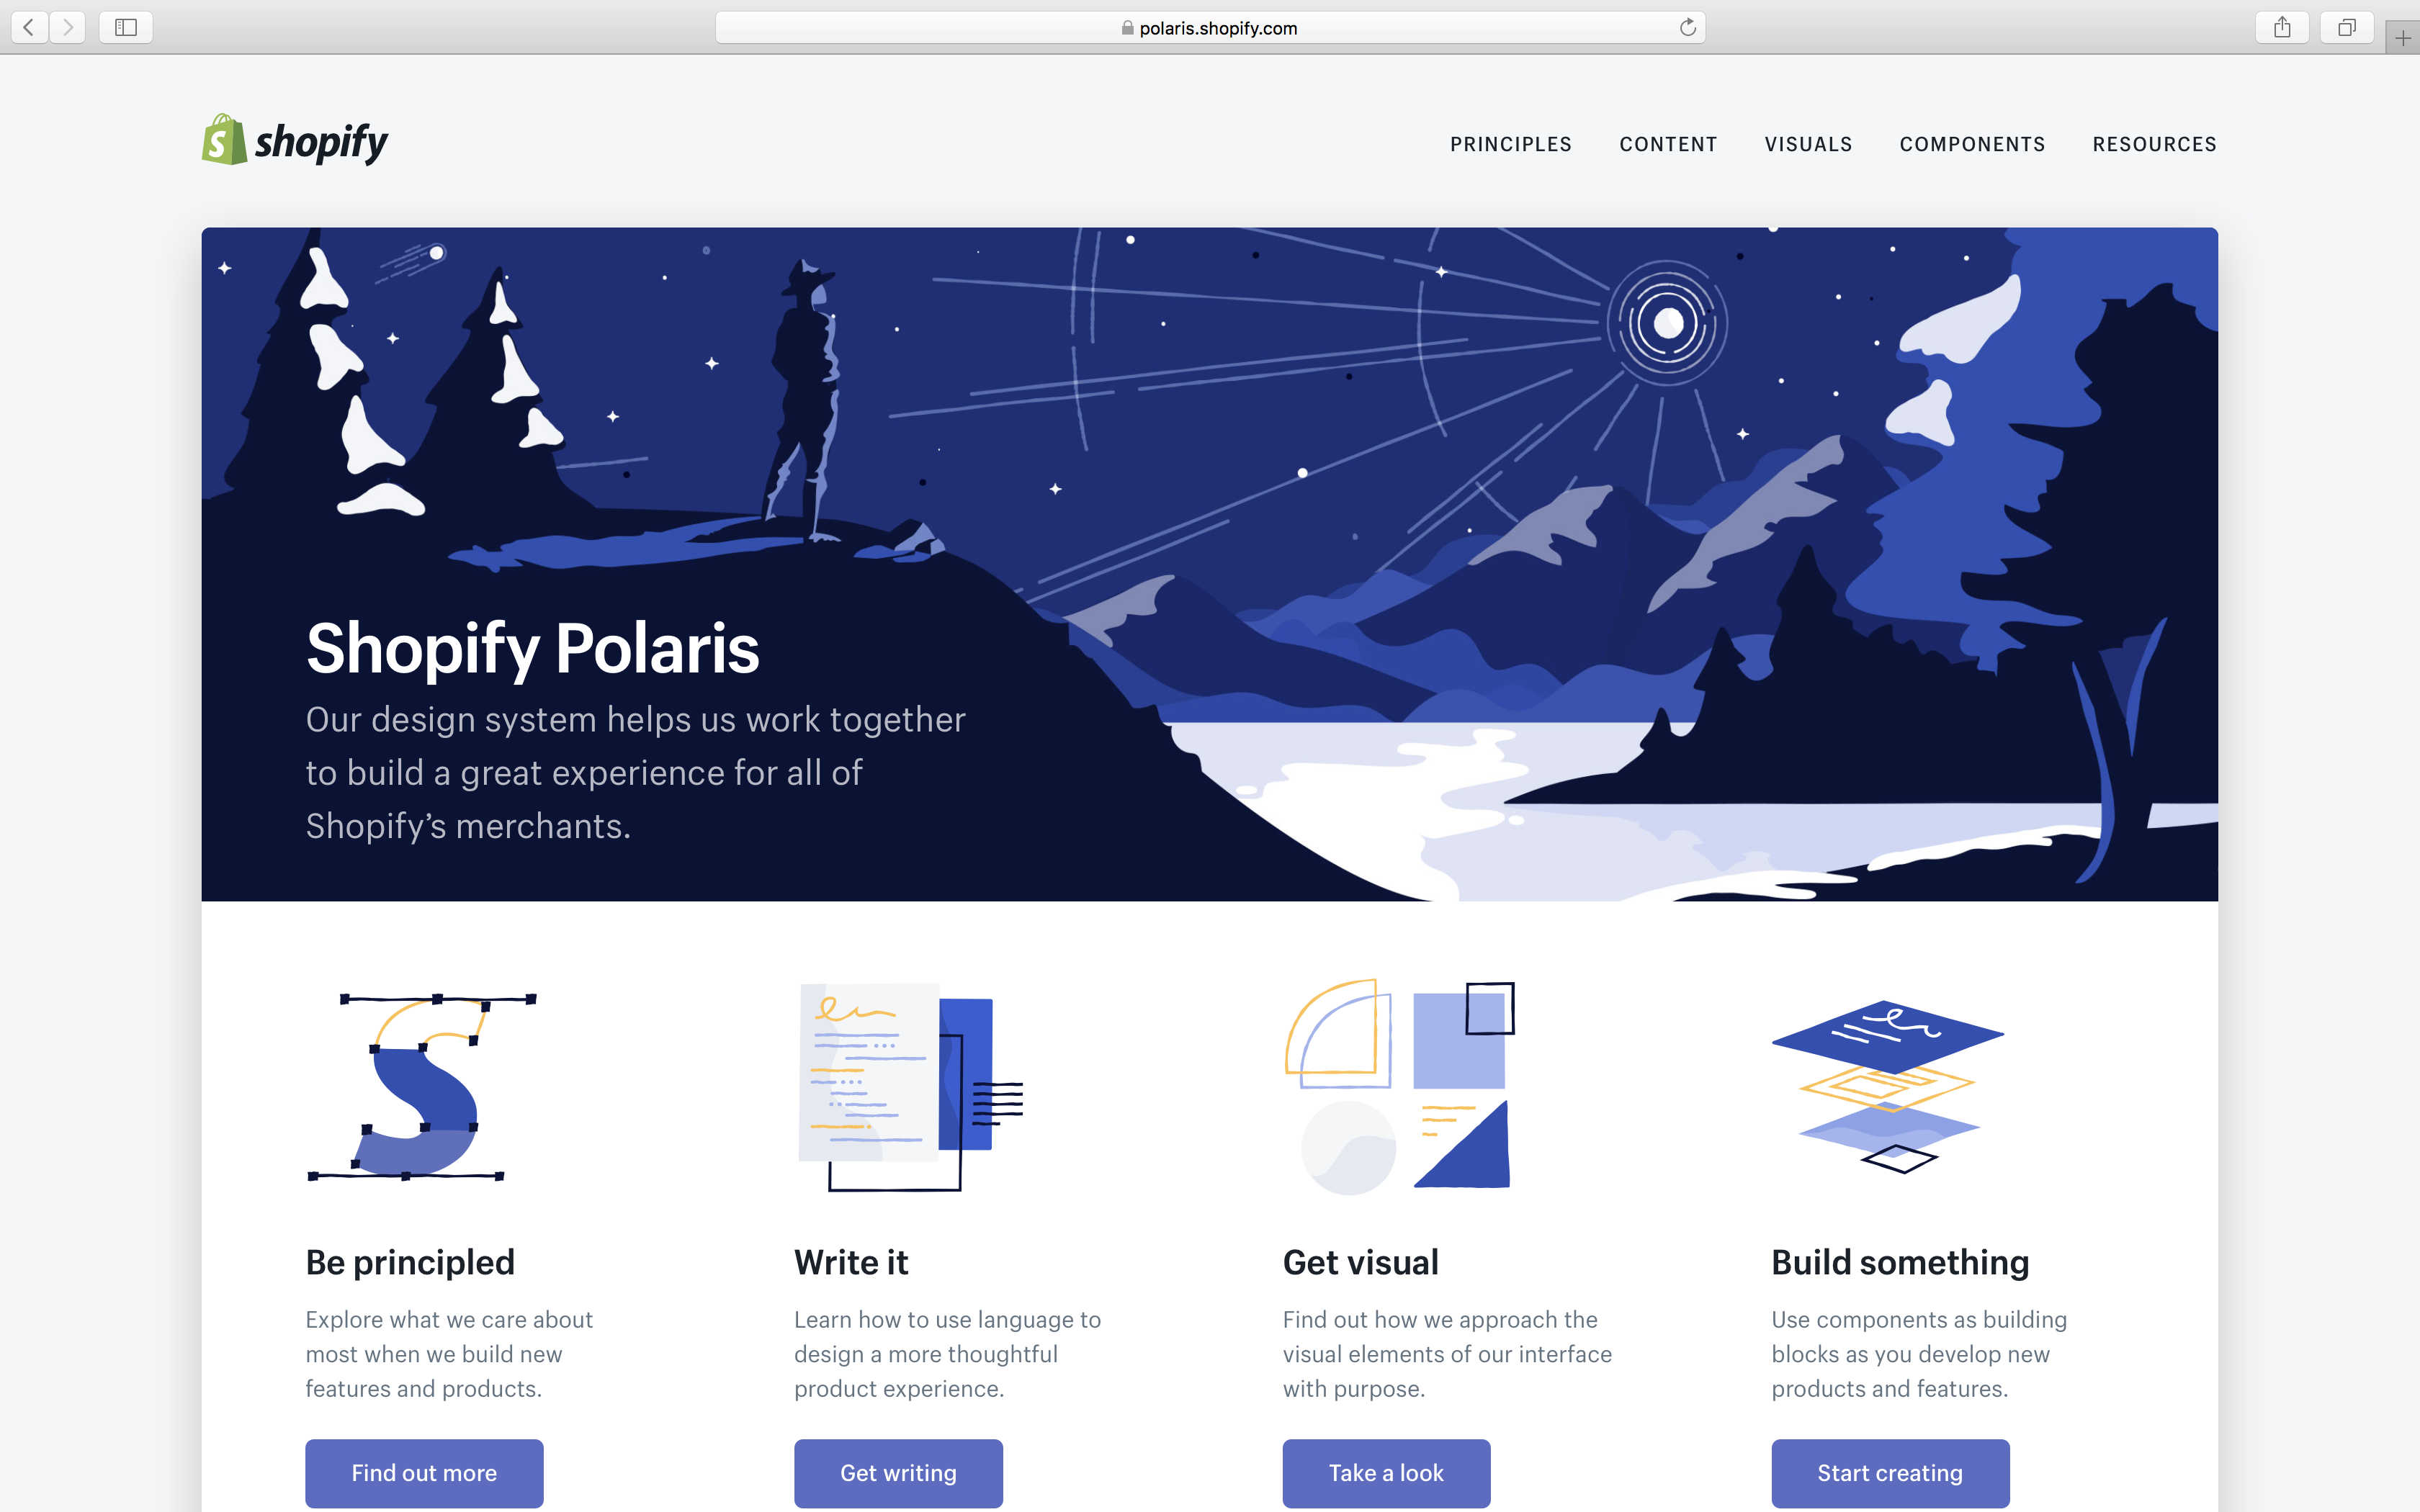 polaris.shopify.com
shopify
PRINCIPLES CONTENT VISUALS COMPONENTS RESOURCES
Shopify Polaris
Our design system helps us work together
to build a great experience for all of
Shopify’s merchants.
Be principled
Explore what we care about
most when we build new
features and products.
Find out more
Write it
Learn how to use language to
design a more thoughtful
product experience.
Get writing
Get visual
Find out how we approach the
visual elements of our interface
with purpose.
Take a look
Build something
Use components as building
blocks as you develop new
products and features.
Start creating